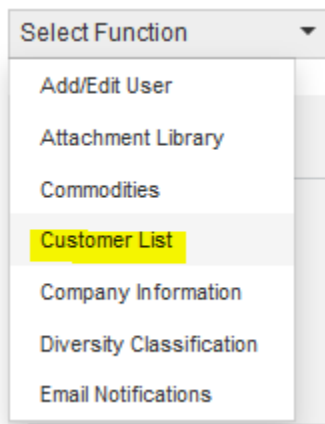 Select Function
Add/Edit User
Attachment Library
Commodities
Customer List
Company Information
Diversity Classification
Email Notifications